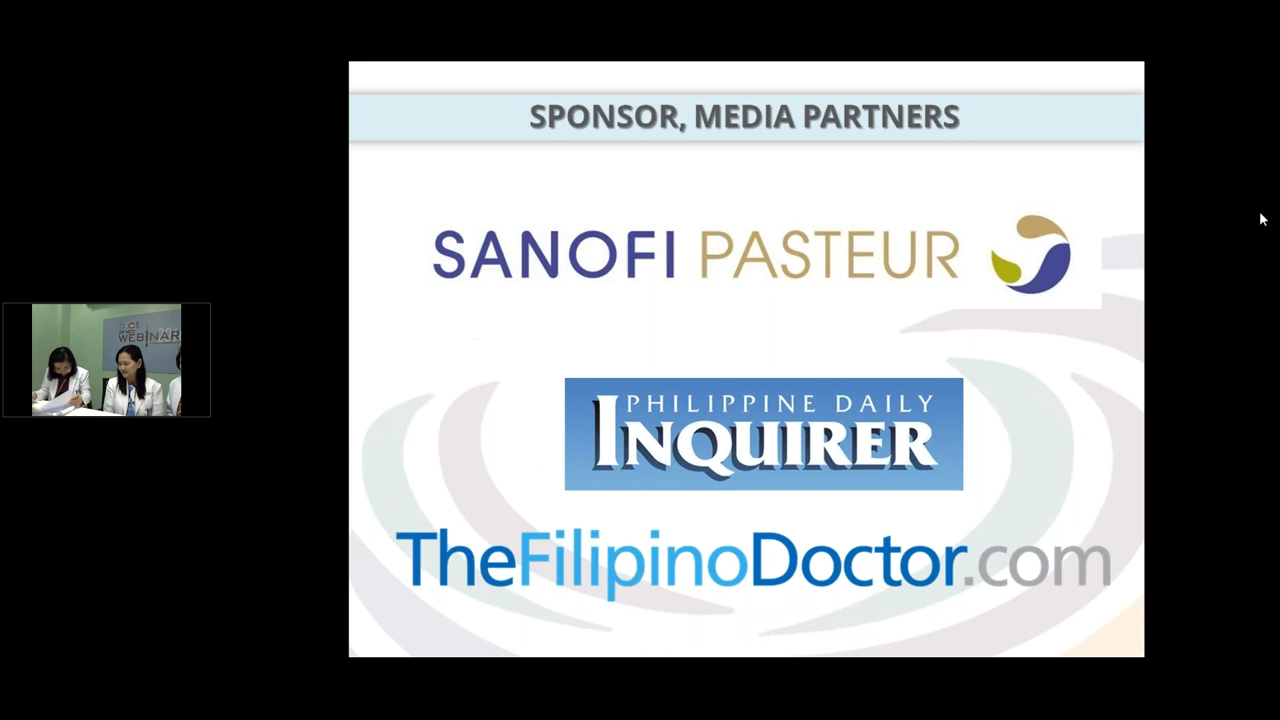 SPONSOR, MEDIA PARTNERS
SANOFI PASTEUR
PHILIPPINE DAILY
INQUIRER
TheFilipinoDoctor.com
WEBINAR